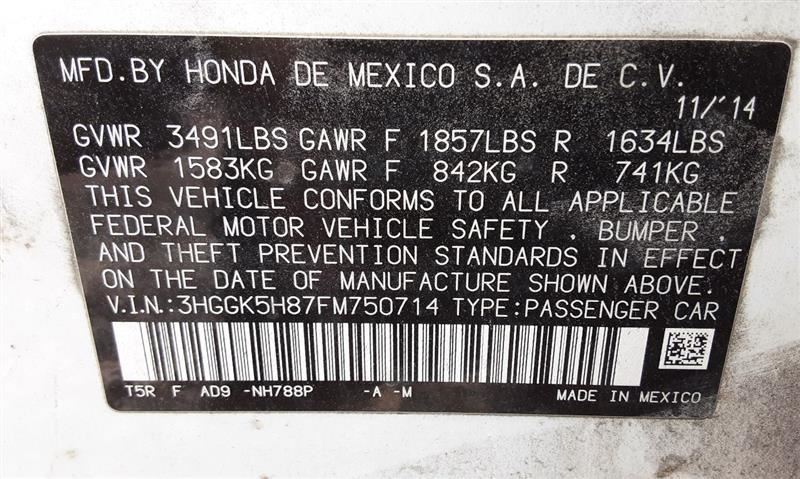 MFD.BY HONDA DE MEXICO S.A. DE C.V.
11/'14
GVWR 3491LBS GAWR F 1857LBS R 1634LBS
GVWR 1583KG GAWR F 842KG R 741KG
THIS VEHICLE CONFORMS TO ALL APPLICABLE
FEDERAL MOTOR VEHICLE SAFETY , BUMPER ,
AND THEFT PREVENTION STANDARDS IN EFFECT
ON THE DATE OF MANUFACTURE SHOWN ABOVE.
V.I.N.:3HGGK5H87FM750714 TYPE:PASSENGER CAR
T5R F AD9 -NH788P -A -M MADE IN MEXICO